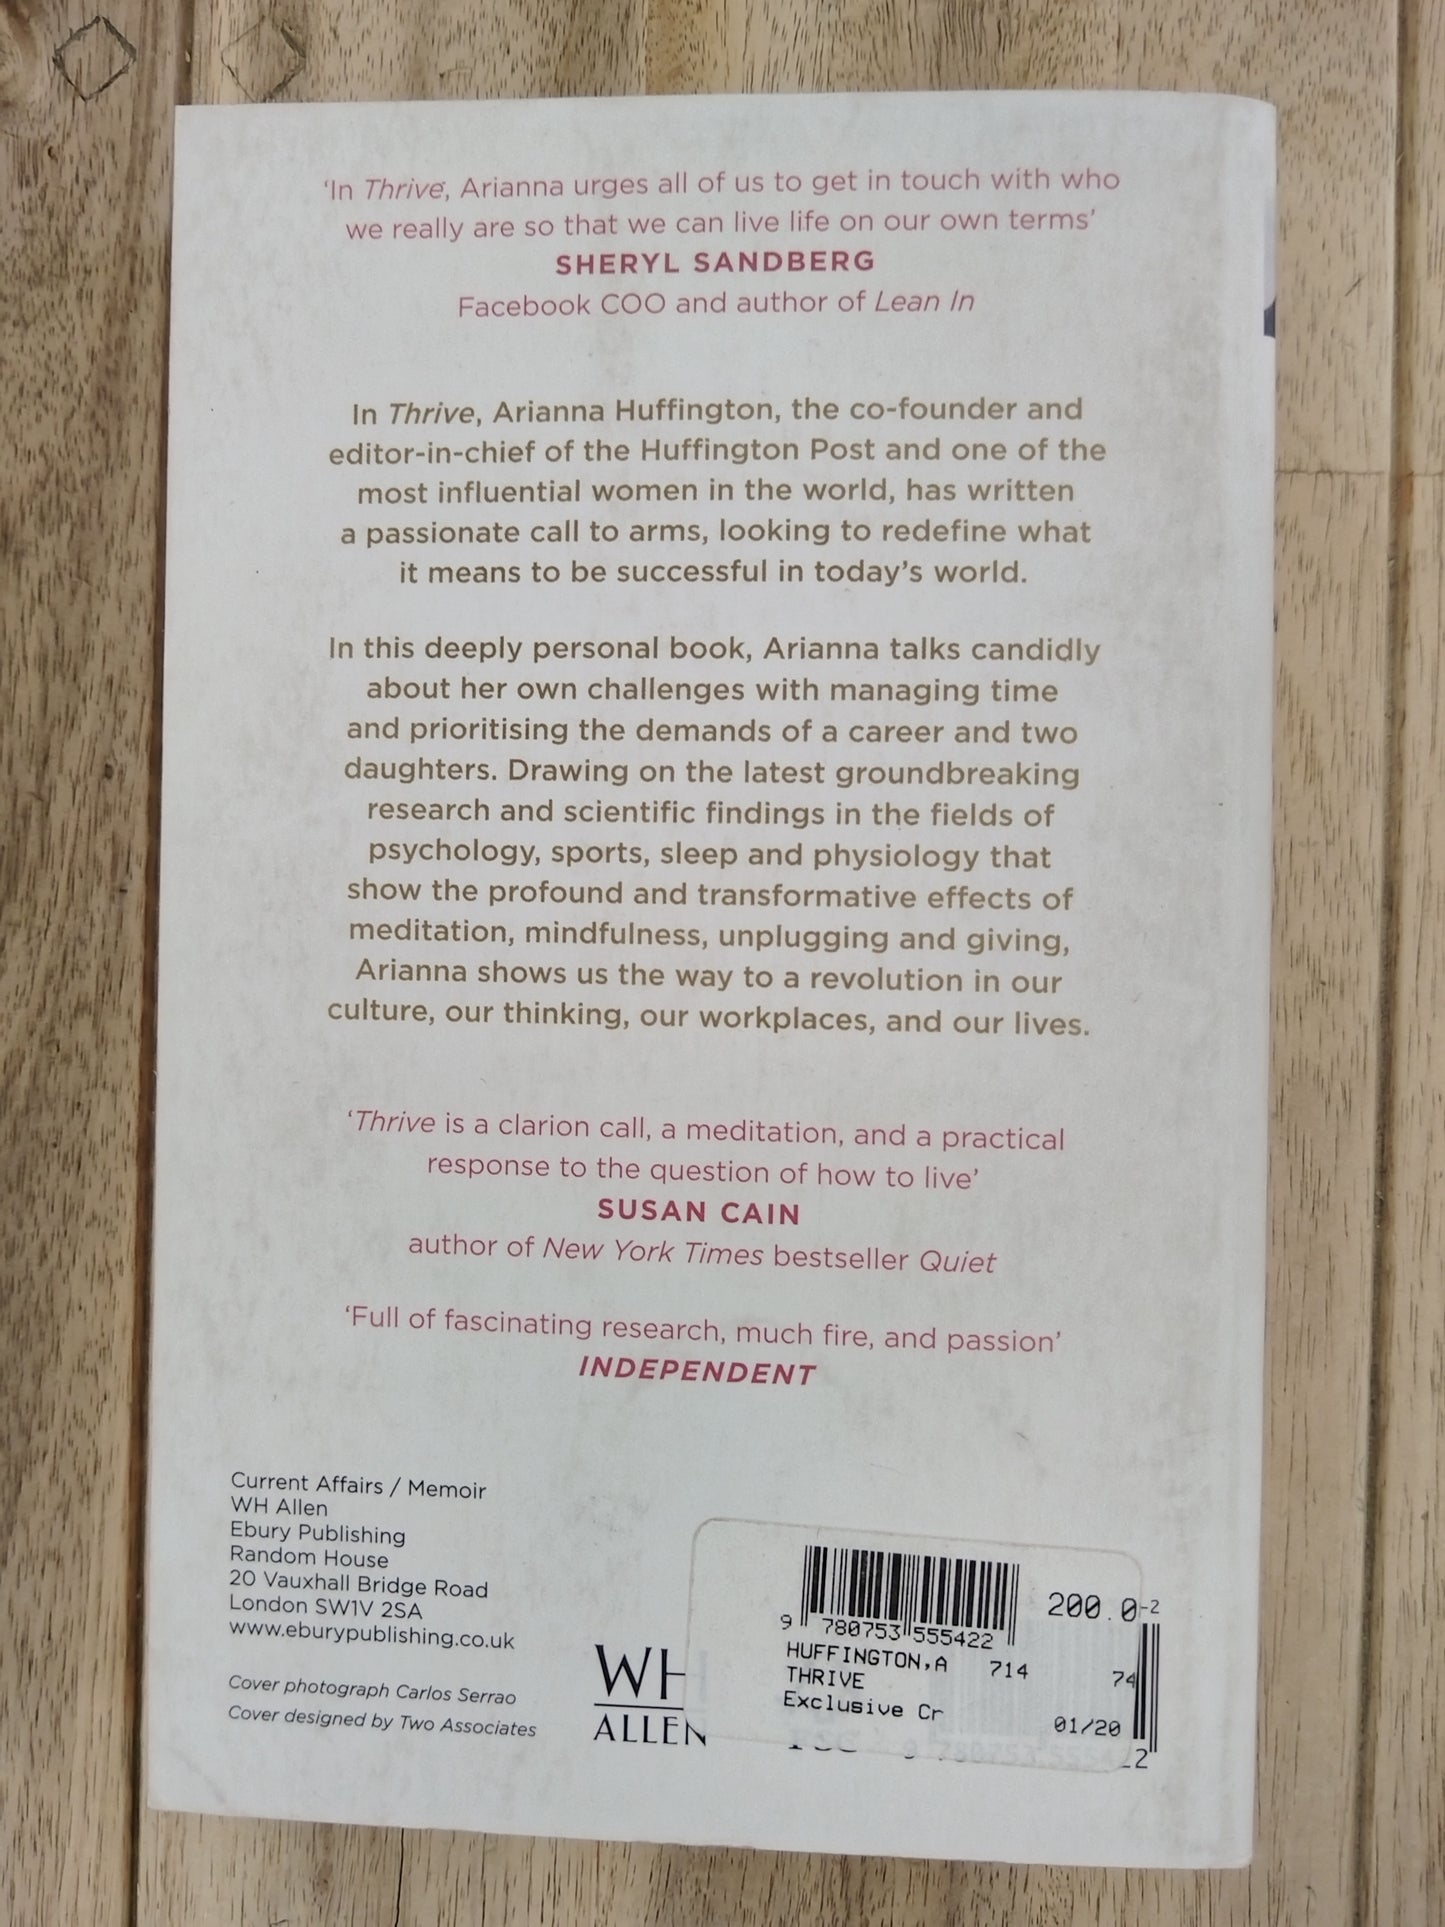 ‘In Thrive, Arianna urges all of us to get in touch with who
we really are so that we can live life on our own terms’
SHERYL SANDBERG
Facebook COO and author of Lean In
In Thrive, Arianna Huffington, the co-founder and
editor-in-chief of the Huffington Post and one of the
most influential women in the world, has written
a passionate call to arms, looking to redefine what
it means to be successful in today’s world.
In this deeply personal book, Arianna talks candidly
about her own challenges with managing time
and prioritising the demands of a career and two
daughters. Drawing on the latest groundbreaking
research and scientific findings in the fields of
psychology, sports, sleep and physiology that
show the profound and transformative effects of
meditation, mindfulness, unplugging and giving,
Arianna shows us the way to a revolution in our
culture, our thinking, our workplaces, and our lives.
‘Thrive is a clarion call, a meditation, and a practical
response to the question of how to live’
SUSAN CAIN
author of New York Times bestseller Quiet
‘Full of fascinating research, much fire, and passion’
INDEPENDENT
Current Affairs / Memoir
WH Allen
Ebury Publishing
Random House
20 Vauxhall Bridge Road
London SW1V 2SA
www.eburypublishing.co.uk
Cover photograph Carlos Serrao
Cover designed by Two Associates
WH
ALLEN
200.0
-2
9 780753 555422
HUFFINGTON,A 714 74
THRIVE
Exclusive Cr
01/20
9 780753 555422